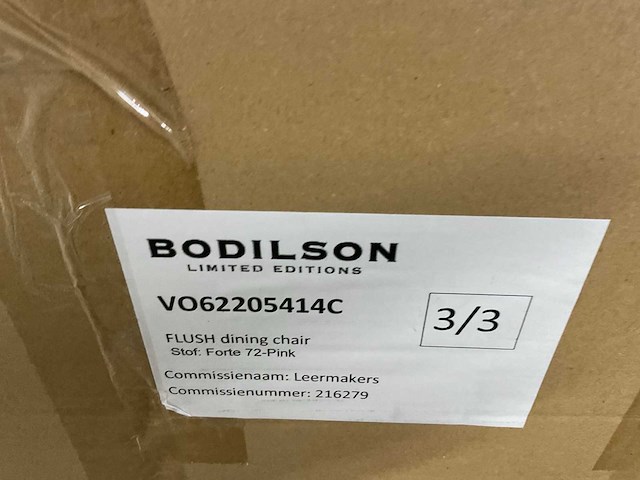 BODILSON
LIMITED EDITIONS
VO62205414C
3/3
FLUSH dining chair
Stof: Forte 72-Pink
Commissienaam: Leermakers
Commissienummer: 216279